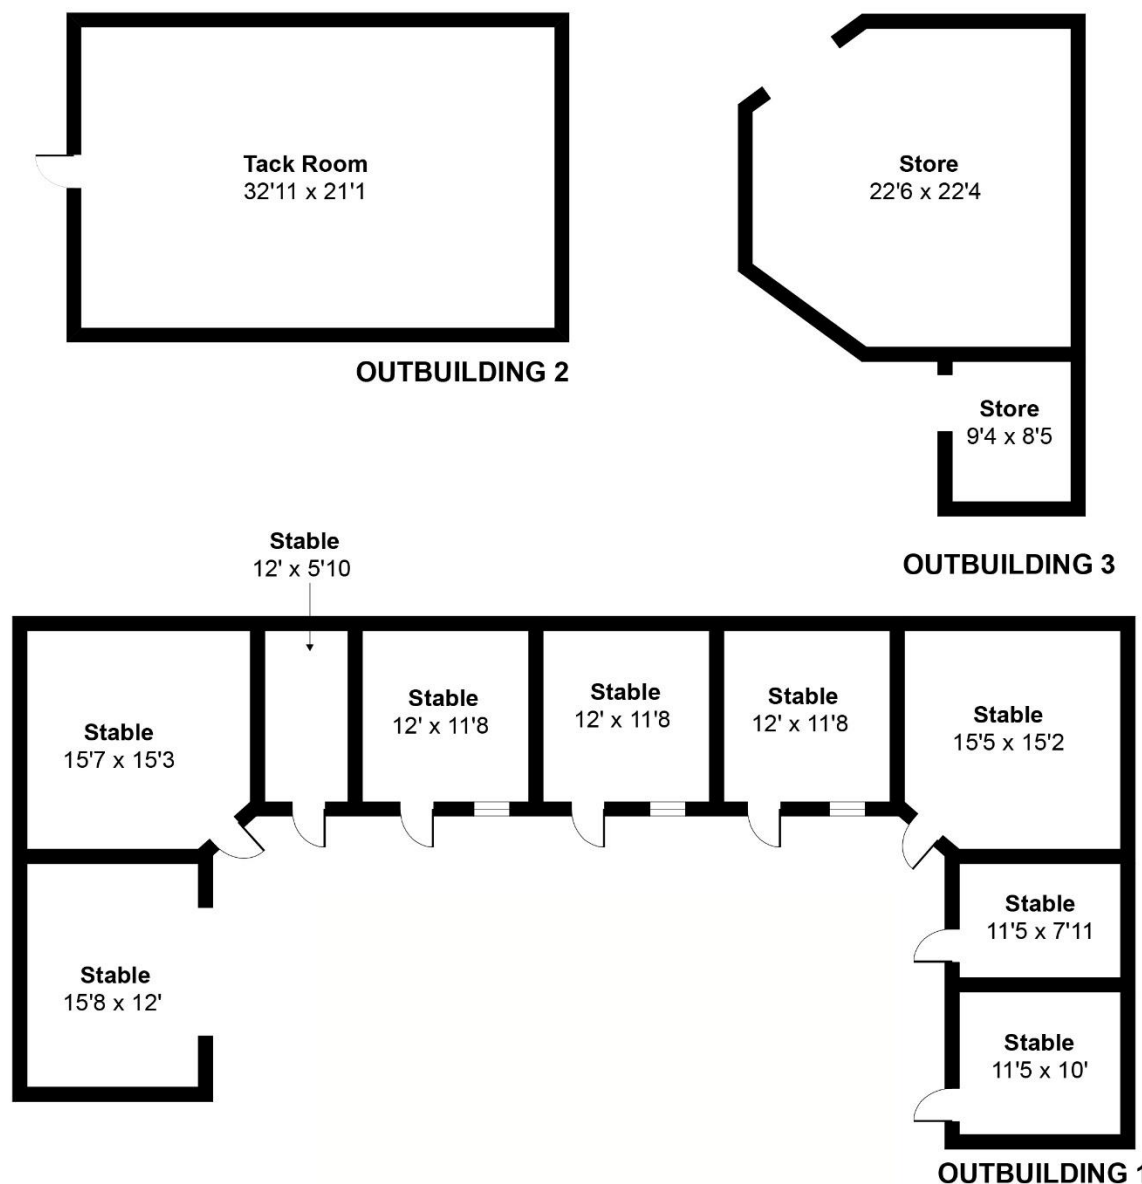 Tack Room
32'11 x 21'1
OUTBUILDING 2
Store
22'6 x 22'4
Store
9'4 x 8'5
OUTBUILDING 3
Stable
12' x 5'10
Stable
15'7 x 15'3
Stable
12' x 11'8
Stable
12' x 11'8
Stable
12' x 11'8
Stable
15'5 x 15'2
Stable
15'8 x 12'
Stable
11'5 x 7'11
Stable
11'5 x 10'
OUTBUILDING 1